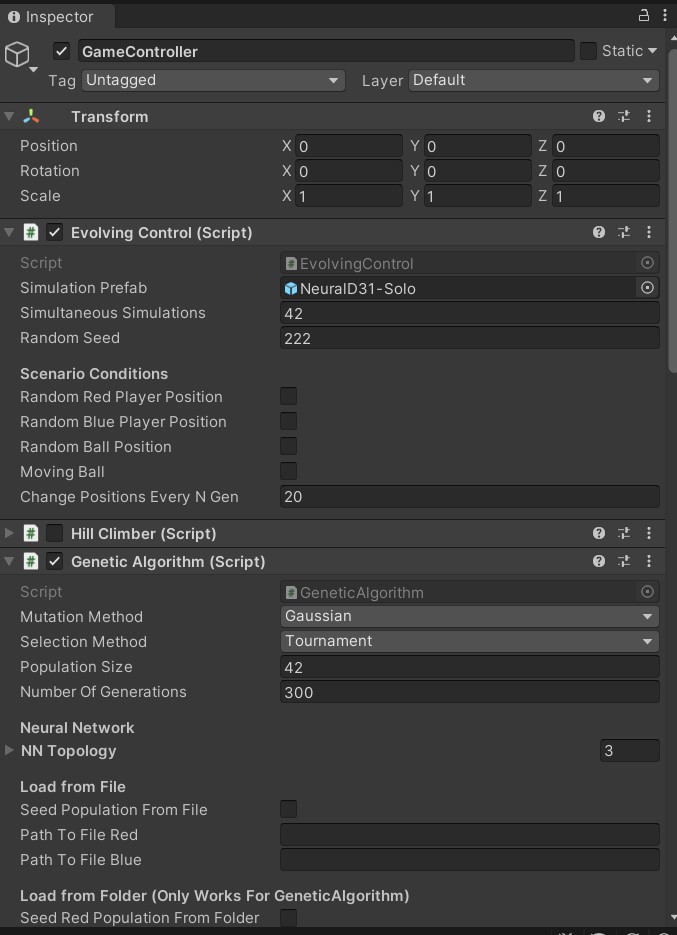 Inspector
GameController
Static
Tag Untagged Layer Default
Transform
Position X 0 Y 0 Z 0
Rotation X 0 Y 0 Z 0
Scale X 1 Y 1 Z 1
# Evolving Control (Script)
Script # EvolvingControl
Simulation Prefab NeuralD31-Solo
Simultaneous Simulations 42
Random Seed 222
Scenario Conditions
Random Red Player Position
Random Blue Player Position
Random Ball Position
Moving Ball
Change Positions Every N Gen 20
# Hill Climber (Script)
# Genetic Algorithm (Script)
Script # GeneticAlgorithm
Mutation Method Gaussian
Selection Method Tournament
Population Size 42
Number Of Generations 300
Neural Network
NN Topology 3
Load from File
Seed Population From File
Path To File Red
Path To File Blue
Load from Folder (Only Works For GeneticAlgorithm)
Seed Red Population From Folder